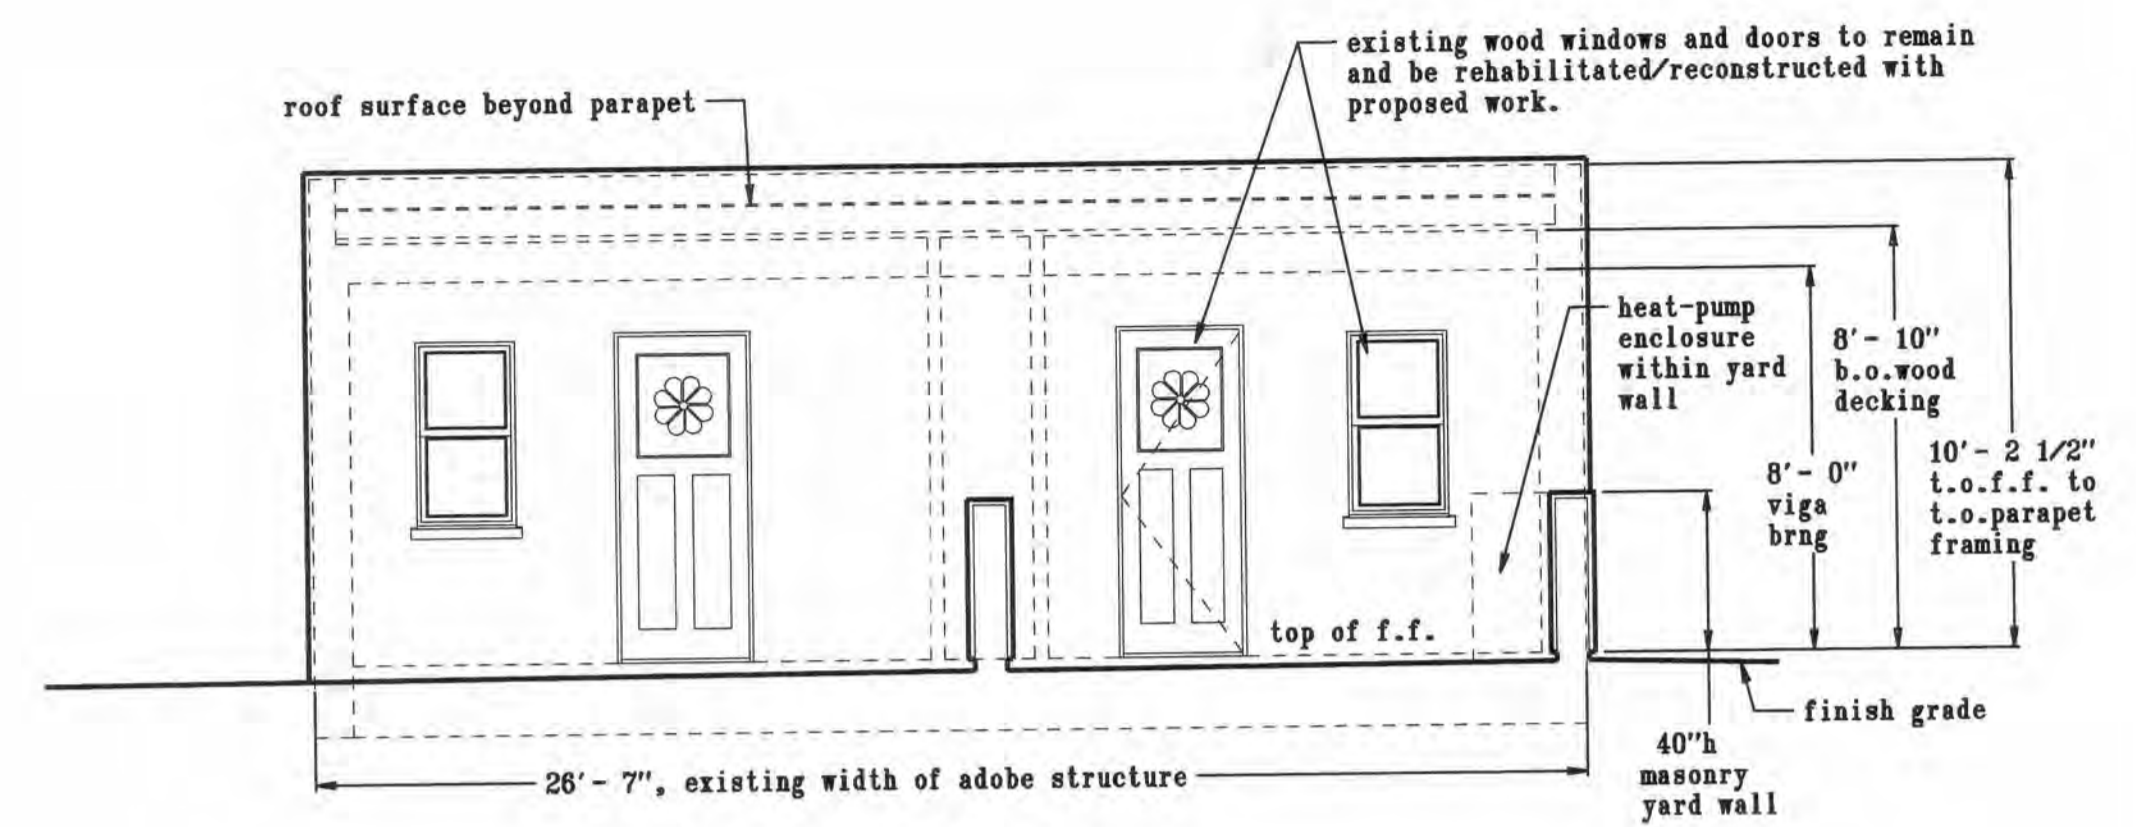 existing wood windows and doors to remain
and be rehabilitated/reconstructed with
proposed work.
roof surface beyond parapet
heat-pump
enclosure
within yard
wall
8'- 10"
b.o.wood
decking
10'- 2 1/2"
t.o.f.f. to
t.o.parapet
framing
8'- 0"
viga
brng
top of f.f.
finish grade
40"h
masonry
yard wall
26'- 7", existing width of adobe structure